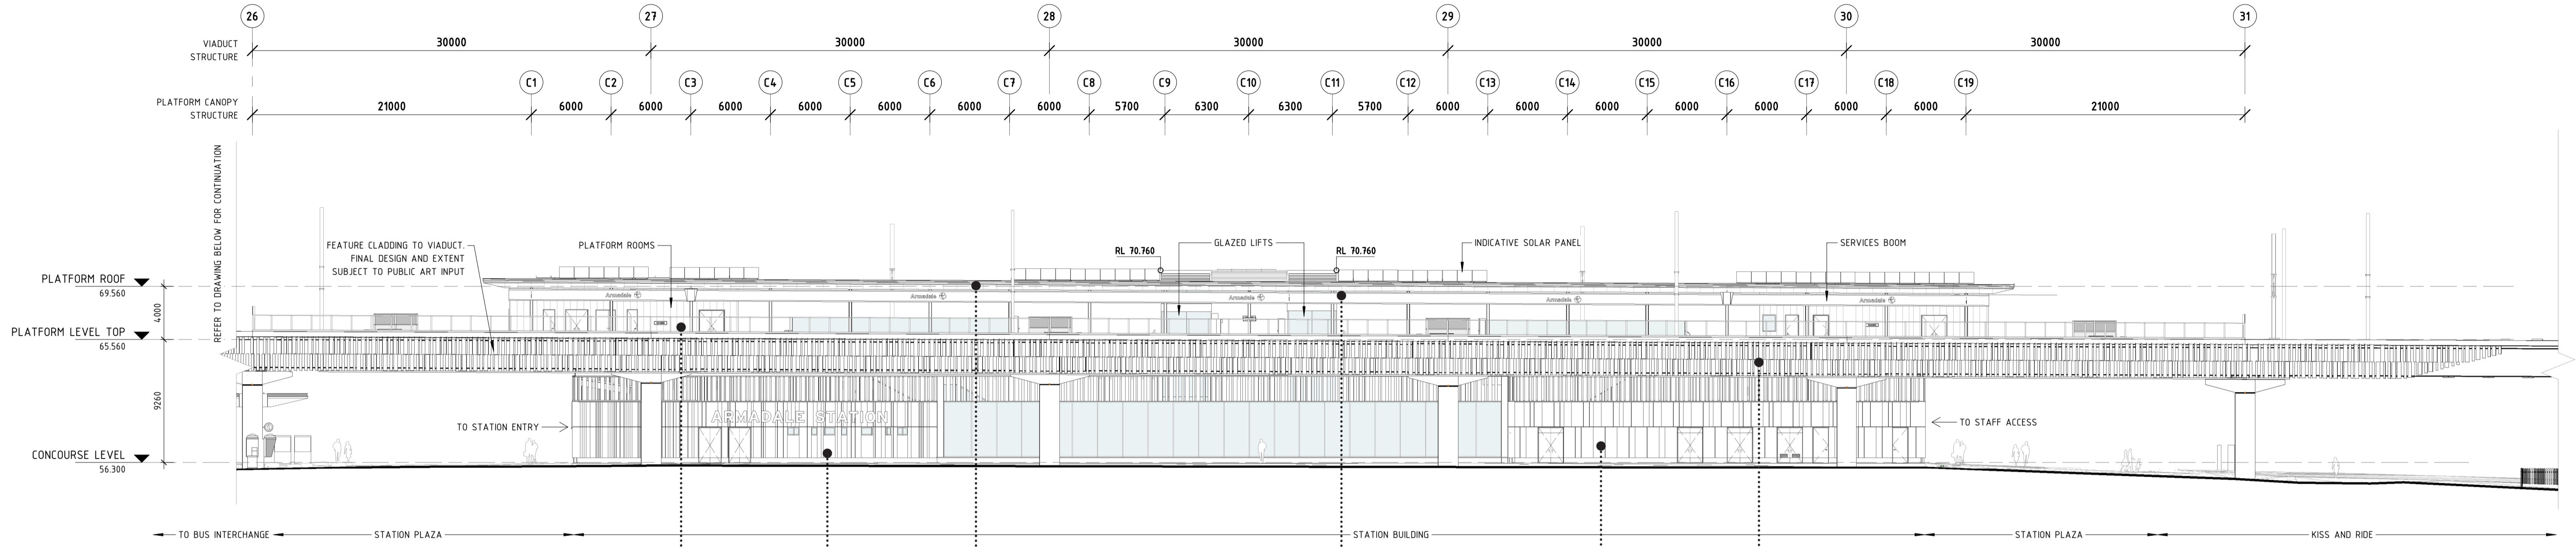 26 27 28 29 30 31
VIADUCT
STRUCTURE
30000 30000 30000 30000 30000
C1 C2 C3 C4 C5 C6 C7 C8 C9 C10 C11 C12 C13 C14 C15 C16 C17 C18 C19
PLATFORM CANOPY
STRUCTURE
21000 6000 6000 6000 6000 6000 6000 6000 5700 6300 6300 5700 6000 6000 6000 6000 6000 6000 6000 21000
REFER TO DRAWING BELOW FOR CONTINUATION
FEATURE CLADDING TO VIADUCT.
FINAL DESIGN AND EXTENT
SUBJECT TO PUBLIC ART INPUT
PLATFORM ROOMS
RL 70.760
GLAZED LIFTS
RL 70.760
INDICATIVE SOLAR PANEL
SERVICES BOOM
PLATFORM ROOF
69.560
4000
Armadale Armadale Armadale Armadale Armadale
PLATFORM LEVEL TOP
65.560
9260
ARMADALE STATION
TO STATION ENTRY
TO STAFF ACCESS
CONCOURSE LEVEL
56.300
TO BUS INTERCHANGE
STATION PLAZA
STATION BUILDING
STATION PLAZA
KISS AND RIDE